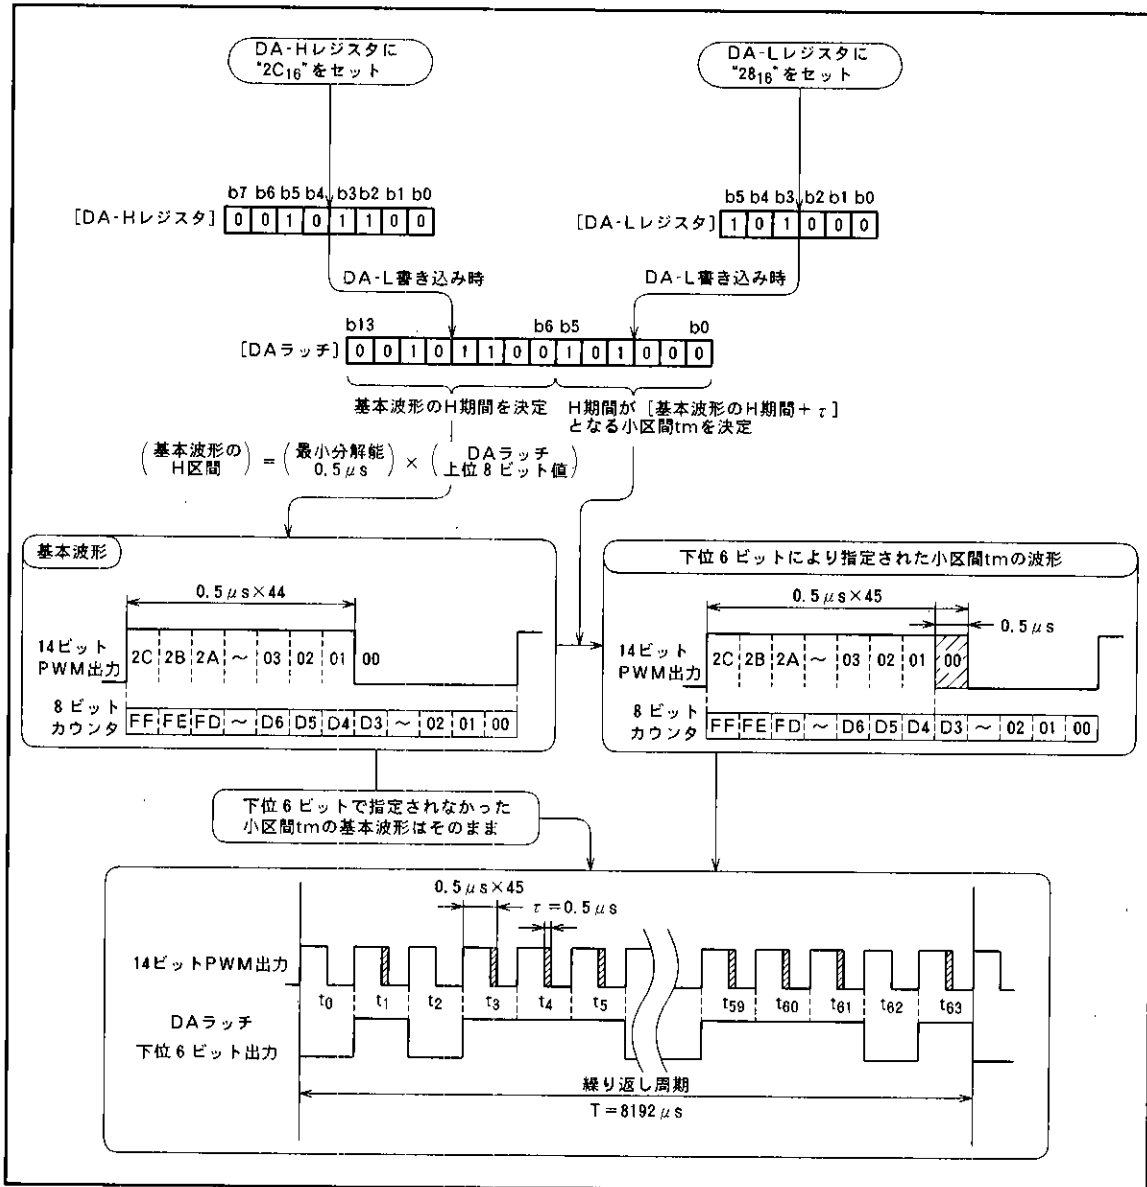 DA-Hレジスタに
"2C₁₆"をセット
DA-Lレジスタに
"28₁₆"をセット
b7 b6 b5 b4 b3 b2 b1 b0
[DA-Hレジスタ] 0 0 1 0 1 1 0 0
b5 b4 b3 b2 b1 b0
[DA-Lレジスタ] 1 0 1 0 0 0
DA-L書き込み時
DA-L書き込み時
b13 b6 b5 b0
[DAラッチ] 0 0 1 0 1 1 0 0 1 0 1 0 0 0
基本波形のH期間を決定
H期間が [基本波形のH期間+τ]
となる小区間tmを決定
(基本波形の
H区間) = (最小分解能
0.5μs) × (DAラッチ
上位8ビット値)
基本波形
0.5μs×44
14ビット
PWM出力
2C 2B 2A ~ 03 02 01 00
8ビット
カウンタ
FF FE FD ~ D6 D5 D4 D3 ~ 02 01 00
下位6ビットにより指定された小区間tmの波形
0.5μs×45
0.5μs
14ビット
PWM出力
2C 2B 2A ~ 03 02 01 00
8ビット
カウンタ
FF FE FD ~ D6 D5 D4 D3 ~ 02 01 00
下位6ビットで指定されなかった
小区間tmの基本波形はそのまま
0.5μs×45
τ=0.5μs
14ビットPWM出力
t0 t1 t2 t3 t4 t5 t59 t60 t61 t62 t63
DAラッチ
下位6ビット出力
繰り返し周期
T=8192μs